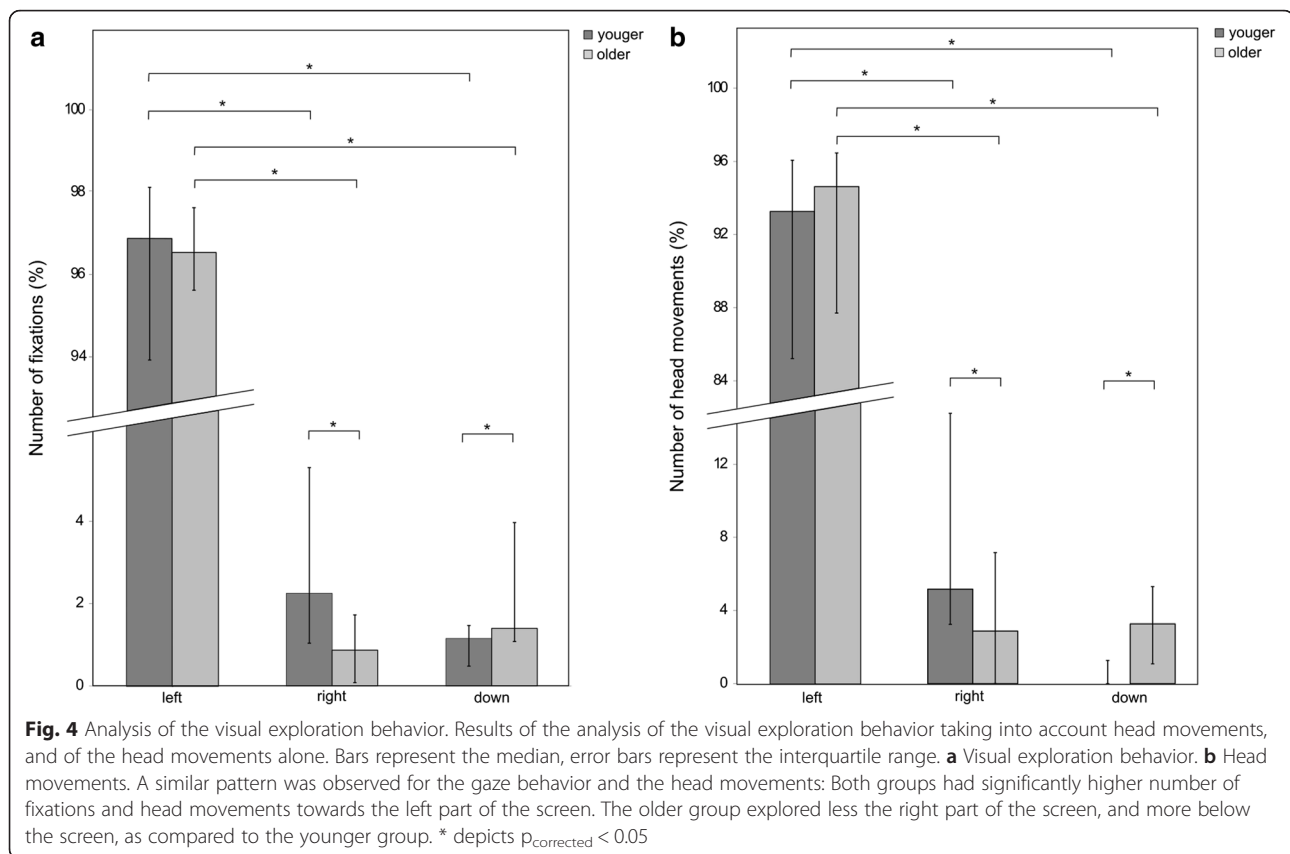 a
youger
older
*
*
*
*
*
*
100
98
96
94
4
2
0
Number of fixations (%)
left
right
down
b
youger
older
*
*
*
*
*
*
100
96
92
88
84
12
8
4
0
Number of head movements (%)
left
right
down
Fig. 4 Analysis of the visual exploration behavior. Results of the analysis of the visual exploration behavior taking into account head movements,
and of the head movements alone. Bars represent the median, error bars represent the interquartile range. a Visual exploration behavior. b Head
movements. A similar pattern was observed for the gaze behavior and the head movements: Both groups had significantly higher number of
fixations and head movements towards the left part of the screen. The older group explored less the right part of the screen, and more below
the screen, as compared to the younger group. * depicts pcorrected < 0.05